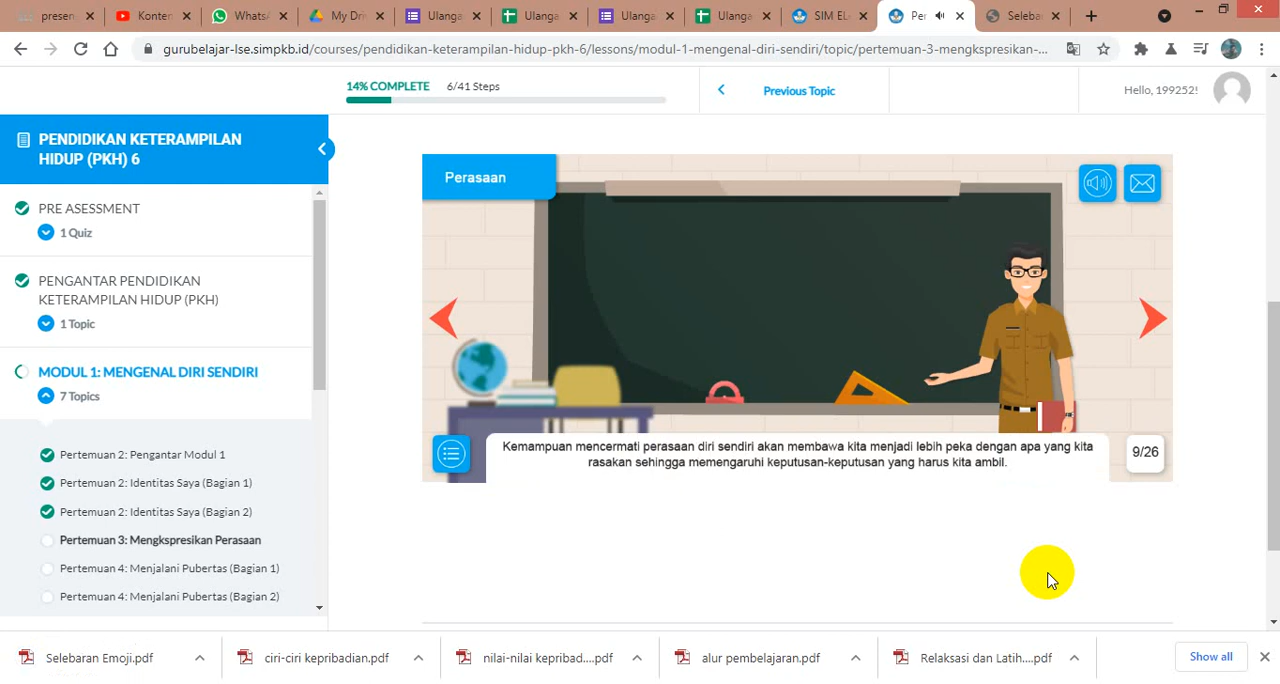 presen
Konten
WhatsA
My Driv
Ulanga
Ulanga
Ulanga
Ulanga
SIM EL
Per
Selebar
gurubelajar-lse.simpkb.id/courses/pendidikan-keterampilan-hidup-pkh-6/lessons/modul-1-mengenal-diri-sendiri/topic/pertemuan-3-mengkspresikan-...
14% COMPLETE 6/41 Steps
Previous Topic
Hello, 199252!
PENDIDIKAN KETERAMPILAN
HIDUP (PKH) 6
PRE ASESSMENT
1 Quiz
PENGANTAR PENDIDIKAN
KETERAMPILAN HIDUP (PKH)
1 Topic
MODUL 1: MENGENAL DIRI SENDIRI
7 Topics
Pertemuan 2: Pengantar Modul 1
Pertemuan 2: Identitas Saya (Bagian 1)
Pertemuan 2: Identitas Saya (Bagian 2)
Pertemuan 3: Mengkspresikan Perasaan
Pertemuan 4: Menjalani Pubertas (Bagian 1)
Pertemuan 4: Menjalani Pubertas (Bagian 2)
Perasaan
Kemampuan mencermati perasaan diri sendiri akan membawa kita menjadi lebih peka dengan apa yang kita
rasakan sehingga memengaruhi keputusan-keputusan yang harus kita ambil.
9/26
Selebaran Emoji.pdf
ciri-ciri kepribadian.pdf
nilai-nilai kepribad....pdf
alur pembelajaran.pdf
Relaksasi dan Latih....pdf
Show all